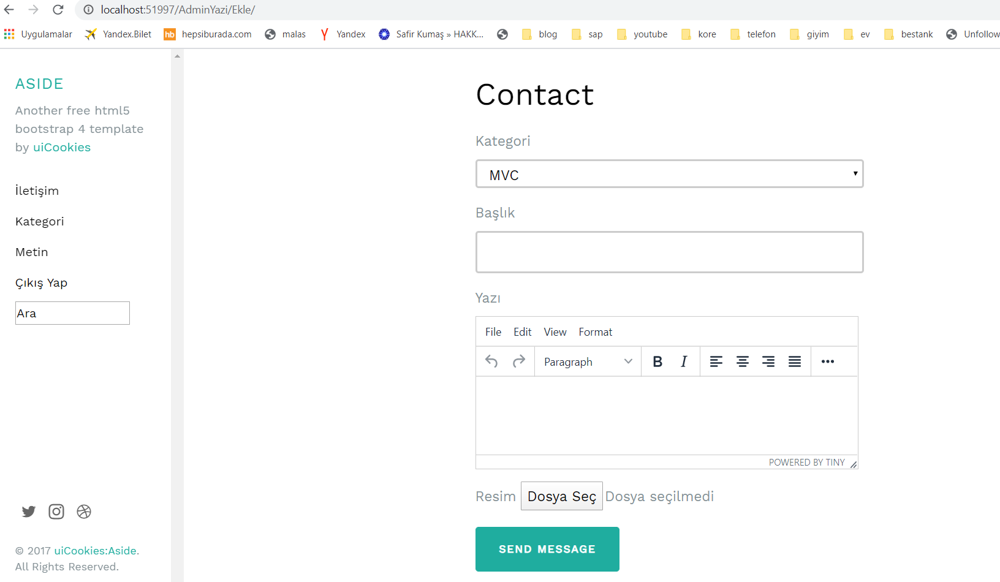 localhost:51997/AdminYazi/Ekle/
Uygulamalar Yandex.Bilet hb hepsiburada.com malas Y Yandex Safir Kumaş » HAKK... blog sap youtube kore telefon giyim ev bestank Unfollow
ASIDE
Another free html5
bootstrap 4 template
by uiCookies
İletişim
Kategori
Metin
Çıkış Yap
Ara
© 2017 uiCookies:Aside.
All Rights Reserved.
Contact
Kategori
MVC
Başlık
Yazı
File Edit View Format
Paragraph B I
POWERED BY TINY
Resim Dosya Seç Dosya seçilmedi
SEND MESSAGE